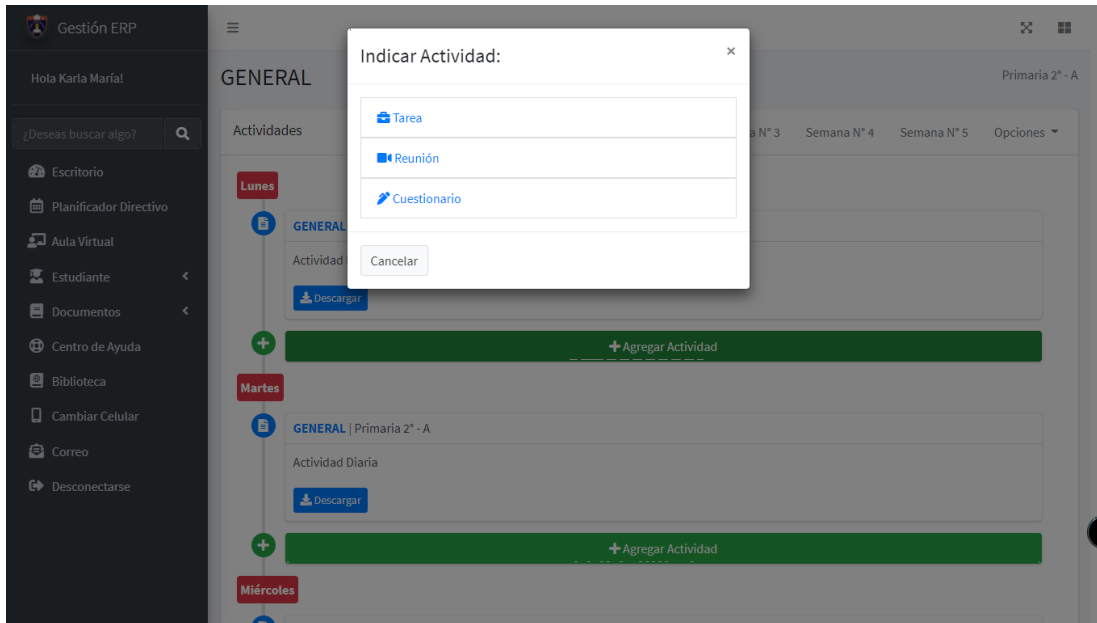 Gestión ERP
Hola Karla María!
¿Deseas buscar algo?
Escritorio
Planificador Directivo
Aula Virtual
Estudiante
Documentos
Centro de Ayuda
Biblioteca
Cambiar Celular
Correo
Desconectarse
GENERAL
Primaria 2° - A
Actividades
a N° 3 Semana N° 4 Semana N° 5 Opciones
Indicar Actividad:
×
Tarea
Reunión
Cuestionario
Cancelar
Lunes
GENERAL
Actividad
Descargar
Agregar Actividad
Martes
GENERAL | Primaria 2° - A
Actividad Diaria
Descargar
Agregar Actividad
Miércoles